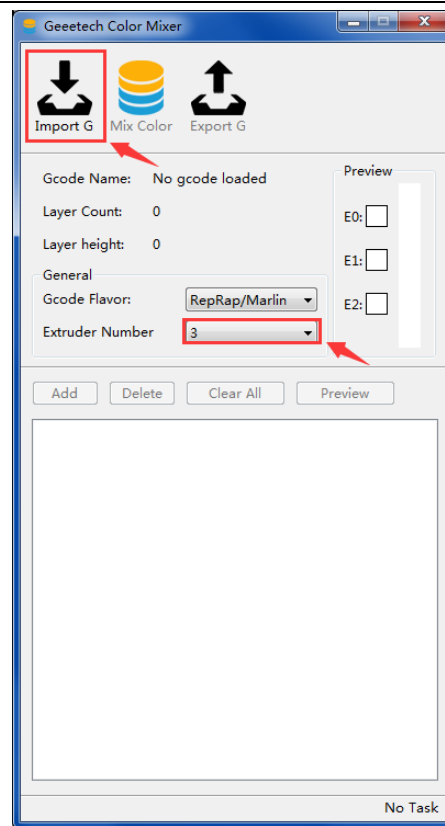 Geeetech Color Mixer
Import G Mix Color Export G
Gcode Name: No gcode loaded
Layer Count: 0
Layer height: 0
General
Gcode Flavor: RepRap/Marlin
Extruder Number 3
Preview
E0:
E1:
E2:
Add Delete Clear All Preview
No Task